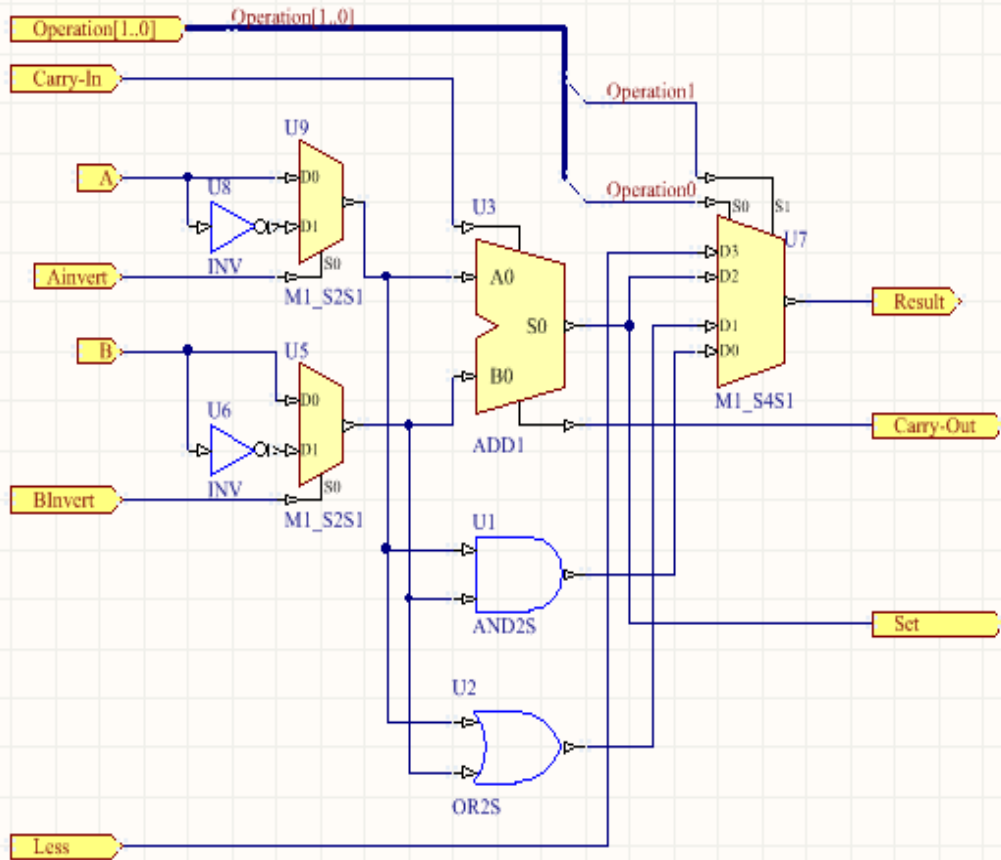 Operation[1..0]
Operation[1..0]
Carry-In
Operation1
U9
A
D0
U8
Operation0
U3
S0
S1
D1
U7
INV
S0
D3
Ainvert
A0
D2
M1_S2S1
Result
S0
D1
B
U5
D0
B0
D0
M1_S4S1
U6
Carry-Out
ADD1
D1
INV
S0
BInvert
M1_S2S1
U1
AND2S
Set
U2
OR2S
Less